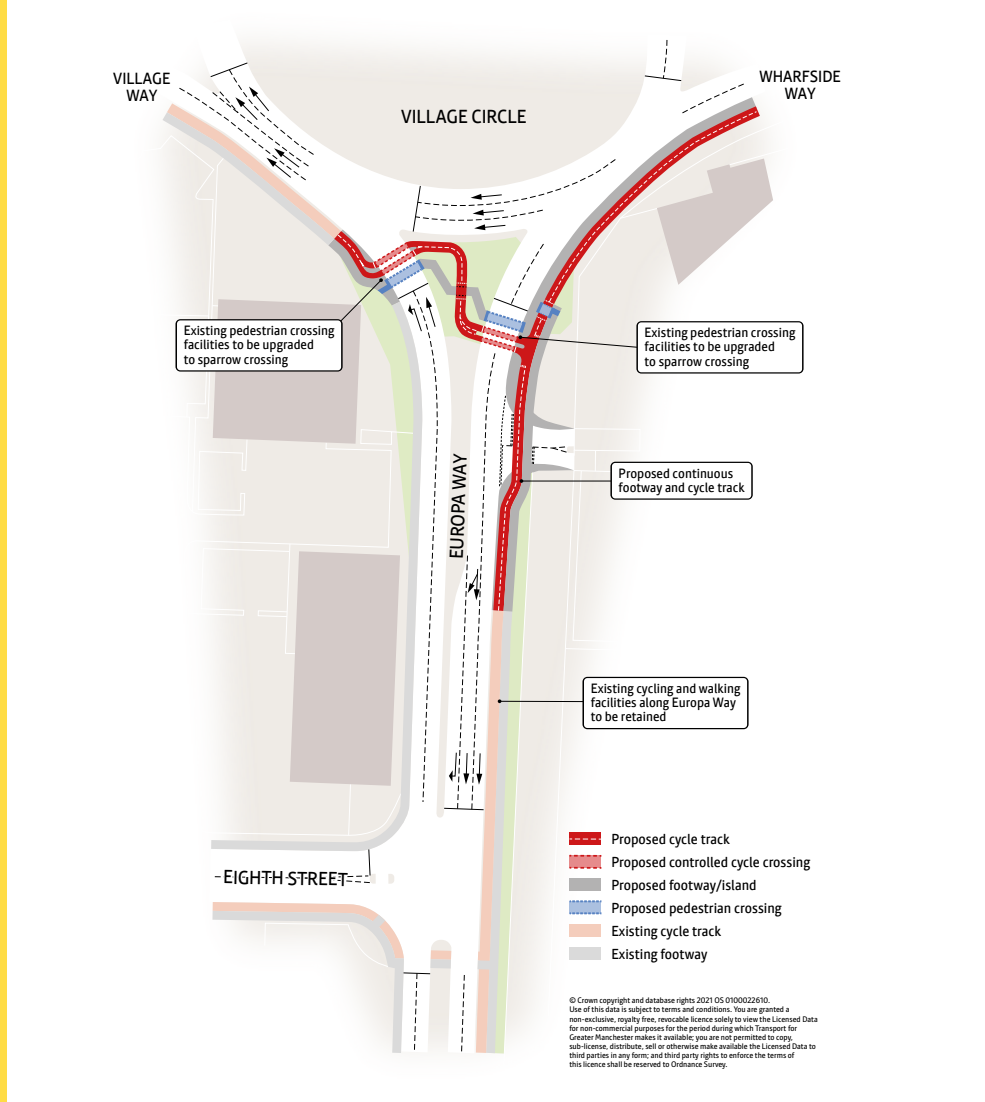 VILLAGE
WAY
VILLAGE CIRCLE
WHARFSIDE
WAY
Existing pedestrian crossing
facilities to be upgraded
to sparrow crossing
Existing pedestrian crossing
facilities to be upgraded
to sparrow crossing
EUROPA WAY
Proposed continuous
footway and cycle track
Existing cycling and walking
facilities along Europa Way
to be retained
EIGHTH STREET
Proposed cycle track
Proposed controlled cycle crossing
Proposed footway/island
Proposed pedestrian crossing
Existing cycle track
Existing footway
© Crown copyright and database rights 2021 OS 0100022610.
Use of this data is subject to terms and conditions. You are granted a
non-exclusive, royalty free, revocable licence solely to view the Licensed Data
for non-commercial purposes for the period during which Transport for
Greater Manchester makes it available; you are not permitted to copy,
sub-license, distribute, sell or otherwise make available the Licensed Data to
third parties in any form; and third party rights to enforce the terms of
this licence shall be reserved to Ordnance Survey.